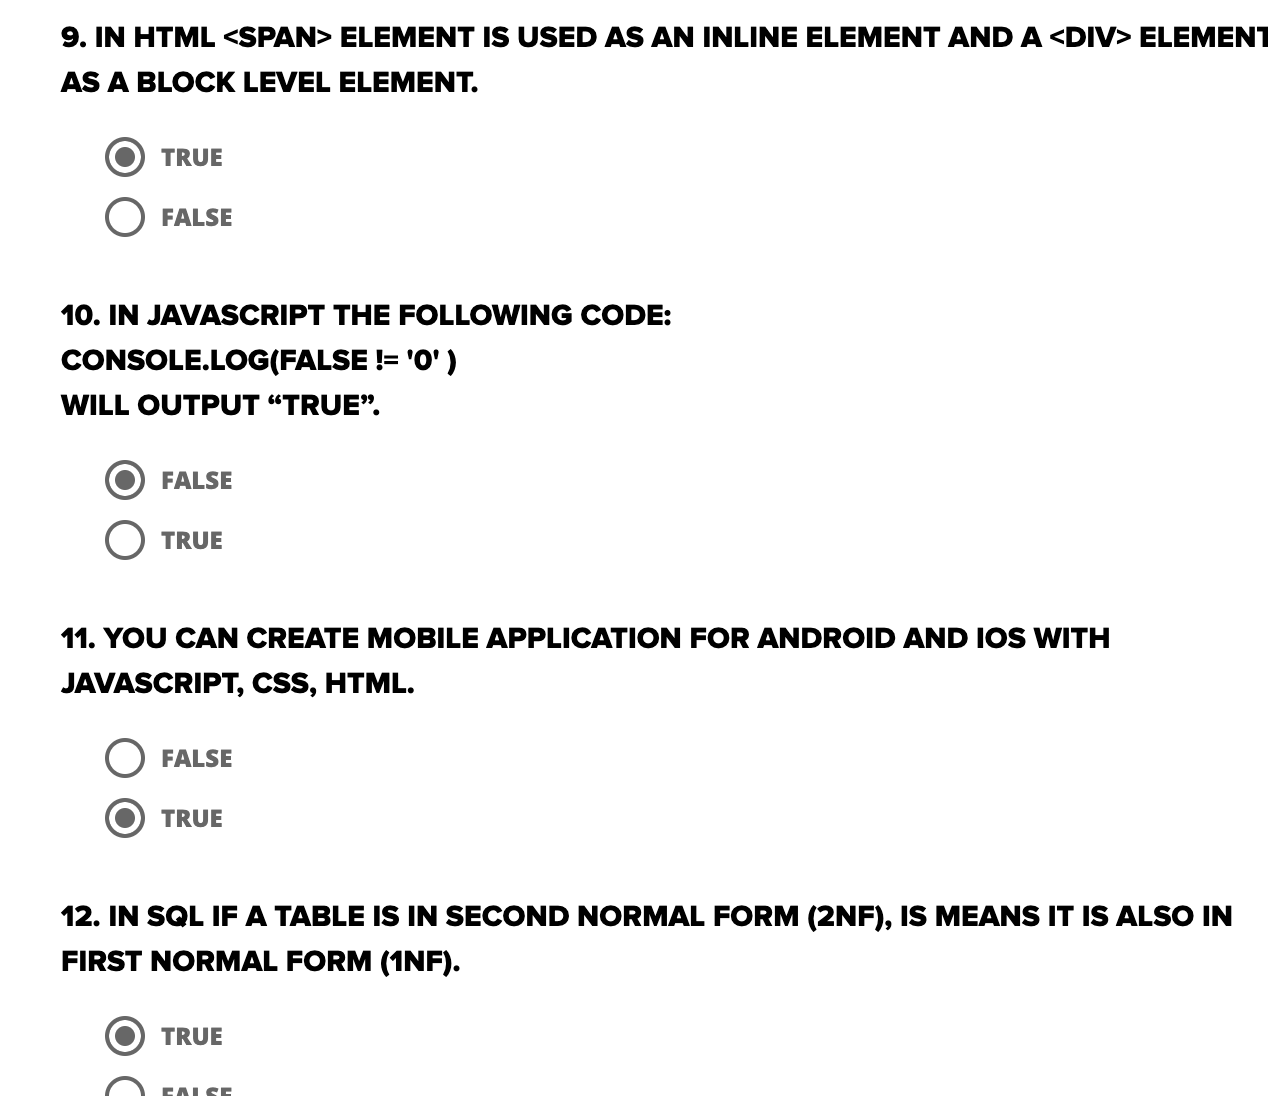 9. IN HTML <SPAN> ELEMENT IS USED AS AN INLINE ELEMENT AND A <DIV> ELEMENT
AS A BLOCK LEVEL ELEMENT.
TRUE
FALSE
10. IN JAVASCRIPT THE FOLLOWING CODE:
CONSOLE.LOG(FALSE != '0' )
WILL OUTPUT “TRUE”.
FALSE
TRUE
11. YOU CAN CREATE MOBILE APPLICATION FOR ANDROID AND IOS WITH
JAVASCRIPT, CSS, HTML.
FALSE
TRUE
12. IN SQL IF A TABLE IS IN SECOND NORMAL FORM (2NF), IS MEANS IT IS ALSO IN
FIRST NORMAL FORM (1NF).
TRUE
FALSE